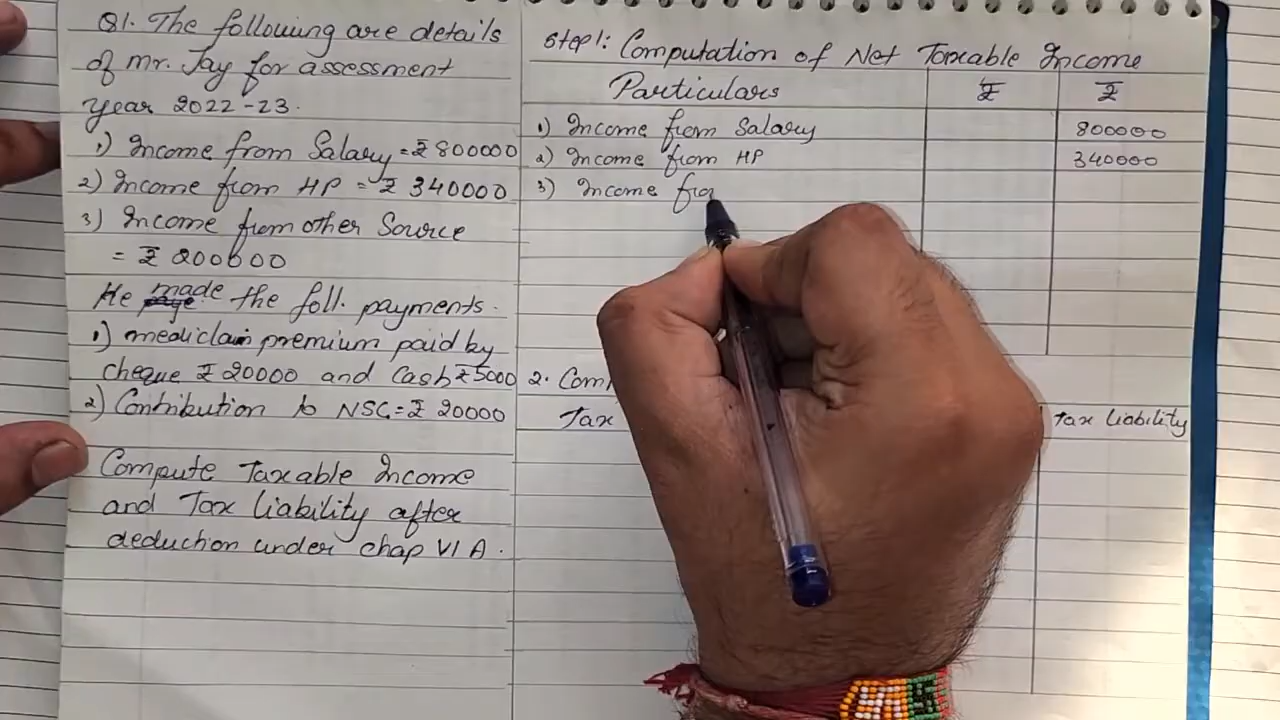 Q1. The following are details
of Mr. Jay for assessment
Year 2022-23.
1) Income from Salary = ₹ 800000
2) Income from HP = ₹ 340000
3) Income from other Source
= ₹ 200000
He made the foll. payments.
1) mediclaim premium paid by
cheque ₹ 20000 and Cash ₹5000
2) Contribution to NSC = ₹ 20000
Compute Taxable Income
and Tax liability after
deduction under chap VI A.
Step 1: Computation of Net Taxable Income
Particulars ₹ ₹
1) Income from Salary 800000
2) Income from HP 340000
3) Income fro
2. Com
Tax Tax liability